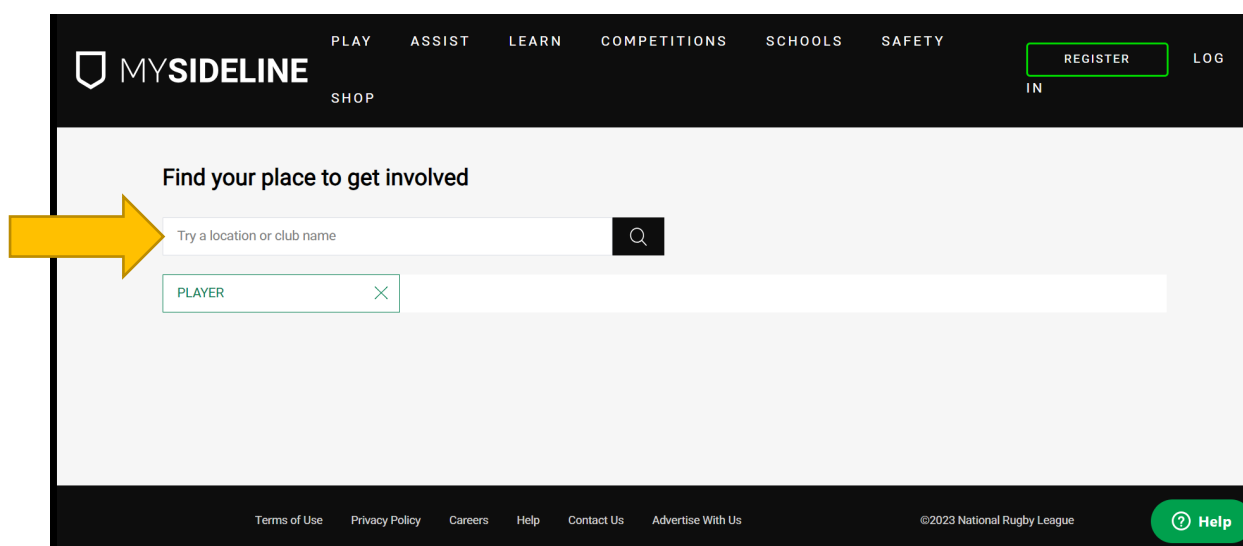 PLAY ASSIST LEARN COMPETITIONS SCHOOLS SAFETY
MYSIDELINE
REGISTER LOG
IN
SHOP
Find your place to get involved
Try a location or club name
PLAYER
Terms of Use Privacy Policy Careers Help Contact Us Advertise With Us ©2023 National Rugby League
Help